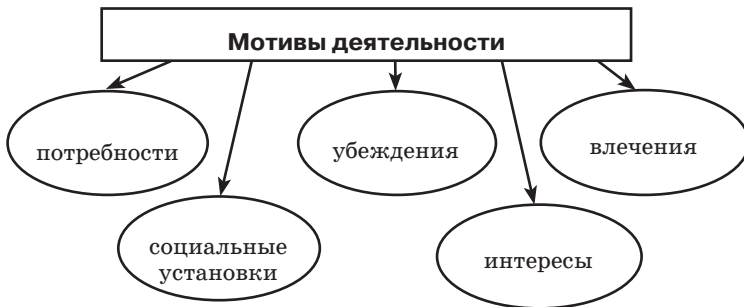 Мотивы деятельности
потребности
убеждения
влечения
социальные
установки
интересы